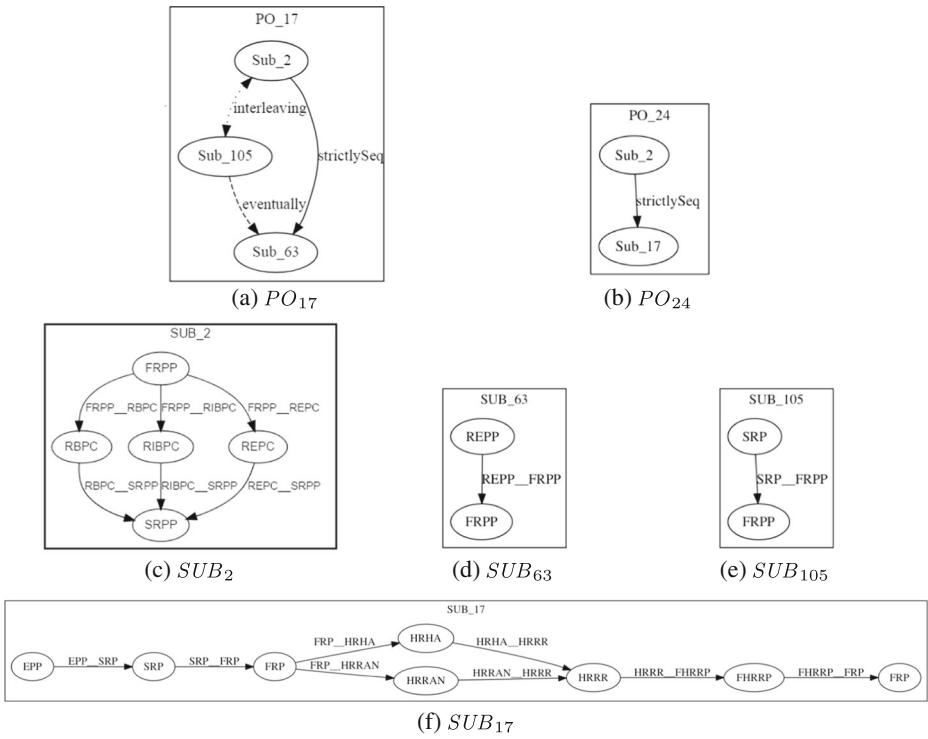 PO_17
Sub_2
interleaving
Sub_105
strictlySeq
eventually
Sub_63
(a) PO17
PO_24
Sub_2
strictlySeq
Sub_17
(b) PO24
SUB_2
FRPP
FRPP__RBPC FRPP__RIBPC FRPP__REPC
RBPC RIBPC REPC
RBPC__SRPP RIBPC__SRPP REPC__SRPP
SRPP
(c) SUB2
SUB_63
REPP
REPP__FRPP
FRPP
(d) SUB63
SUB_105
SRP
SRP__FRPP
FRPP
(e) SUB105
SUB_17
FRP__HRHA HRHA HRHA__HRRR
EPP EPP__SRP SRP SRP__FRP FRP FRP__HRRAN HRRAN HRRAN__HRRR HRRR HRRR__FHRRP FHRRP FHRRP__FRP FRP
(f) SUB17